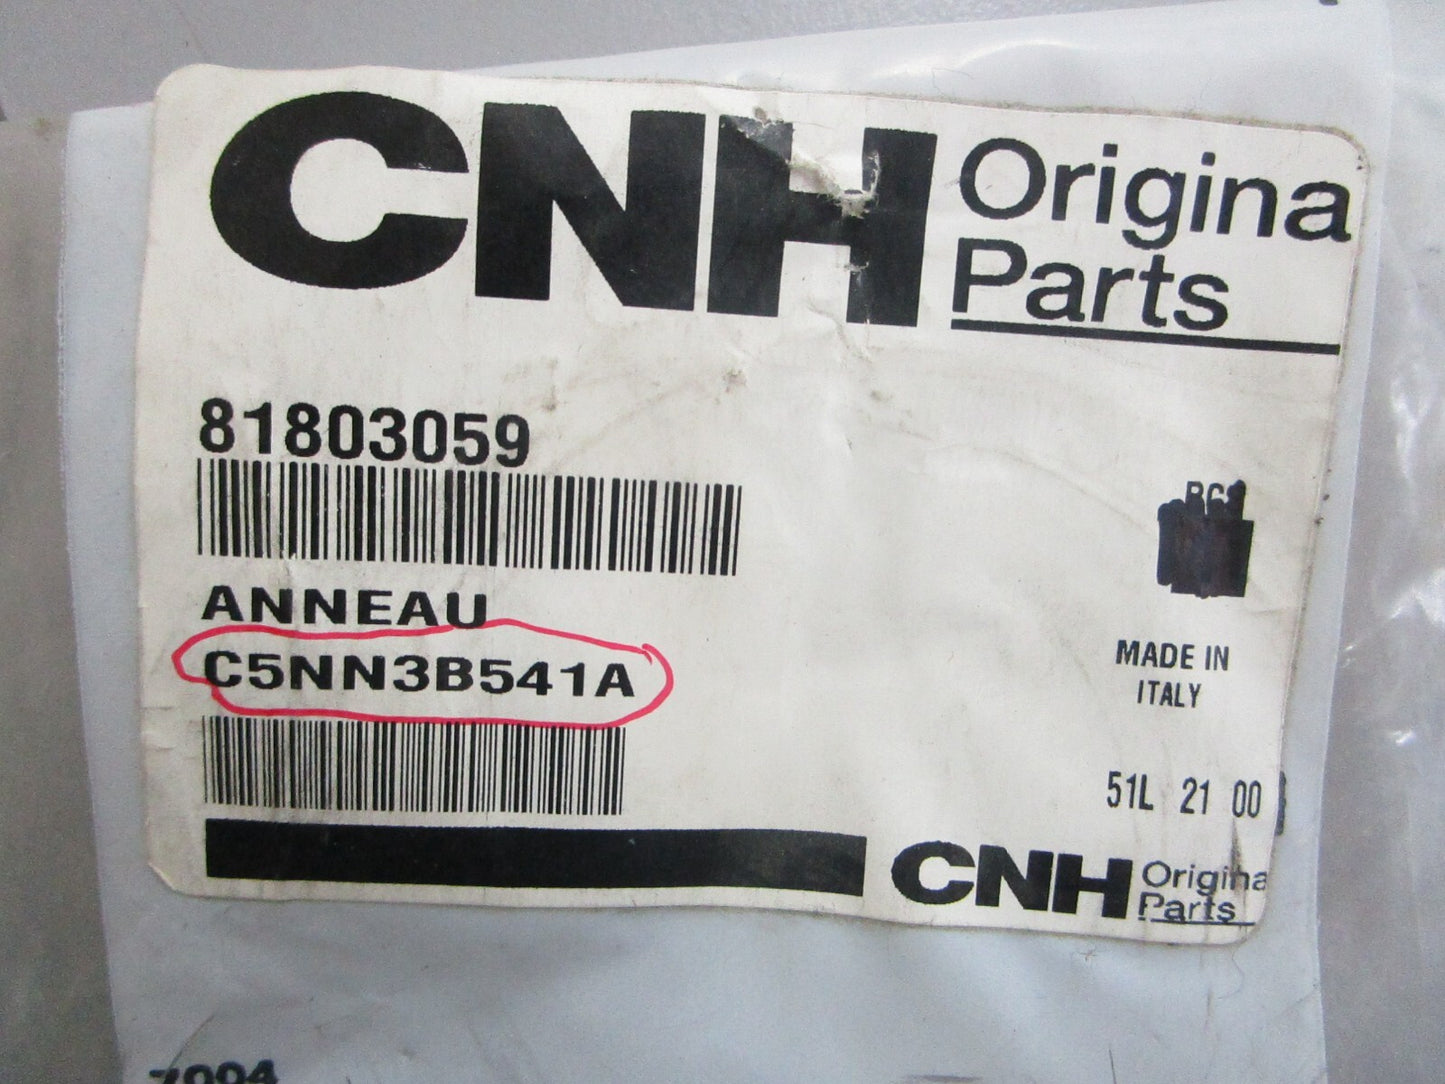 CNH Origina
Parts
81803059
ANNEAU
C5NN3B541A
MADE IN
ITALY
51L 21 00
CNH Origina
Parts